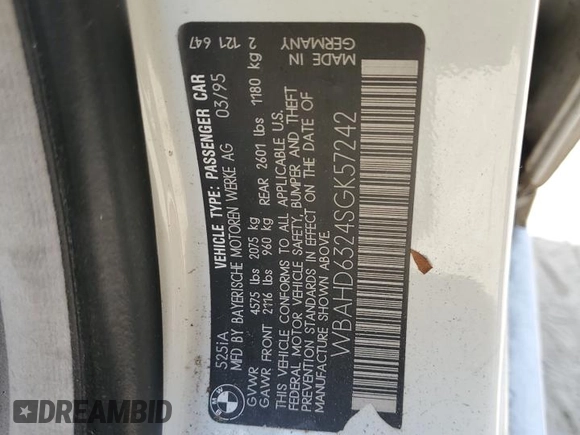 525iA
VEHICLE TYPE: PASSENGER CAR
MFD BY BAYERISCHE MOTOREN WERKE AG 03/95
GVWR 4575 lbs 2075 kg
GAWR FRONT 2116 lbs 960 kg REAR 2601 lbs 1180 kg
THIS VEHICLE CONFORMS TO ALL APPLICABLE U.S.
FEDERAL MOTOR VEHICLE SAFETY, BUMPER AND THEFT
PREVENTION STANDARDS IN EFFECT ON THE DATE OF
MANUFACTURE SHOWN ABOVE.
WBAHD6324SGK57242
2 121 647
MADE IN
GERMANY
BMW
DREAMBID